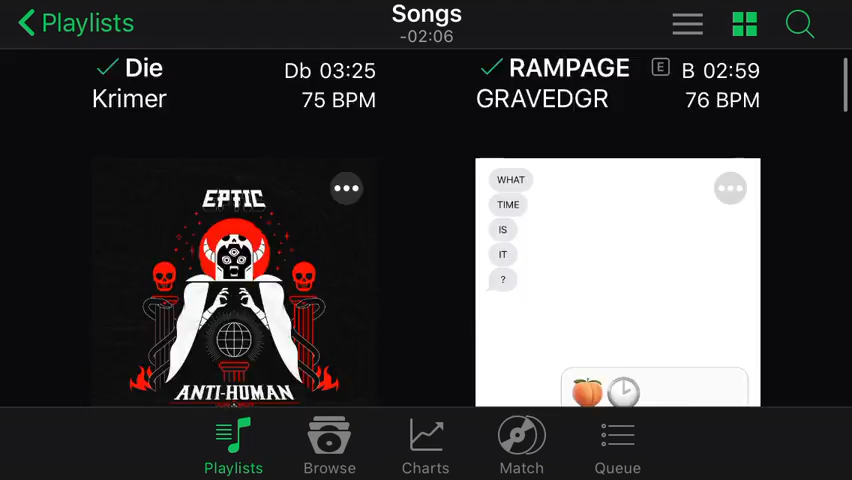 Playlists
Songs
-02:06
Die
Db 03:25
Krimer
75 BPM
RAMPAGE
E
B 02:59
GRAVEDGR
76 BPM
EPTIC
ANTI-HUMAN
WHAT
TIME
IS
IT
?
Playlists
Browse
Charts
Match
Queue